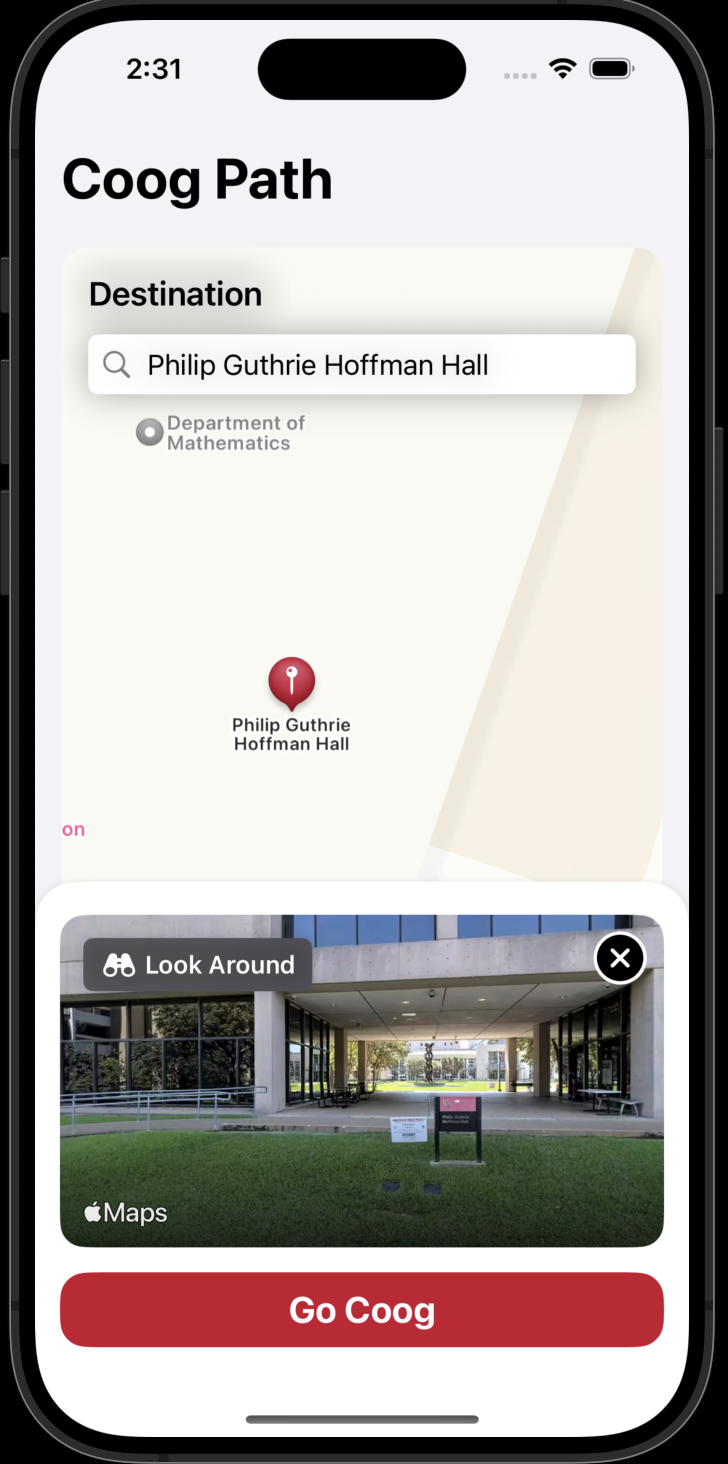 2:31
Coog Path
Destination
Philip Guthrie Hoffman Hall
Department of
Mathematics
Philip Guthrie
Hoffman Hall
on
Look Around
Philip Guthrie
Hoffman Hall
Maps
Go Coog